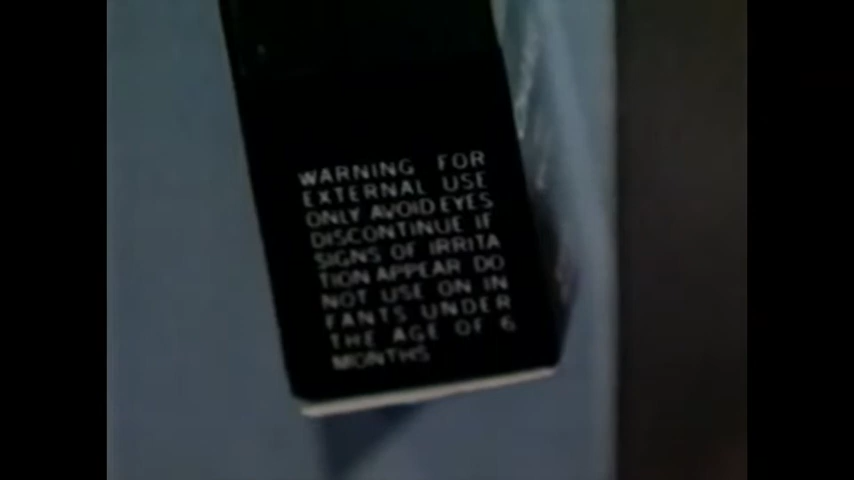 WARNING FOR
EXTERNAL USE
ONLY AVOID EYES
DISCONTINUE IF
SIGNS OF IRRITA
TION APPEAR DO
NOT USE ON IN
FANTS UNDER
THE AGE OF 6
MONTHS